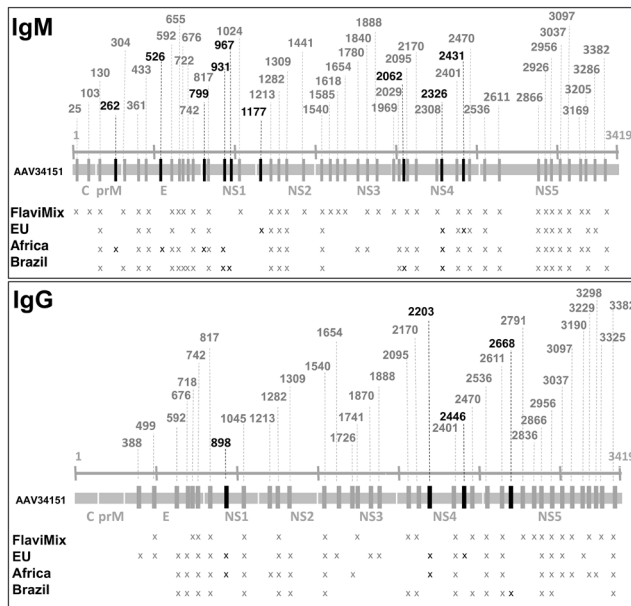 IgM
655 1024 1888 3097
592 676 967 1840 2470 3037
304 526 722 931 1309 1441 1780 2095 2170 2431 2956 3382
130 433 817 1282 1654 2062 2401 2926 3286
103 262 361 799 1213 1618 2029 2326 2866 3205
25 742 1177 1540 1585 1969 2308 2536 2611 3169
1 3419
AAV34151
C prM E NS1 NS2 NS3 NS4 NS5
FlaviMix x x x x x x x x x x x x x x x x x x x x x x x x x x x x x x x x x x x x
EU
Africa
Brazil
IgG
2203 3298
817 1654 2170 2791 3229 3382
742 1540 2095 2668 3190 3325
718 1309 1888 2611 3097
676 1282 1870 2536 3037
499 592 1045 1213 1741 2446 2470 2956
388 898 1726 2401 2866
2836
1 3419
AAV34151
C prM E NS1 NS2 NS3 NS4 NS5
FlaviMix
EU
Africa
Brazil